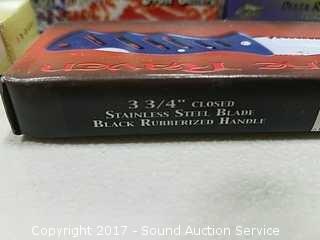 3 3/4" CLOSED
STAINLESS STEEL BLADE
BLACK RUBBERIZED HANDLE
Copyright 2017 - Sound Auction Service